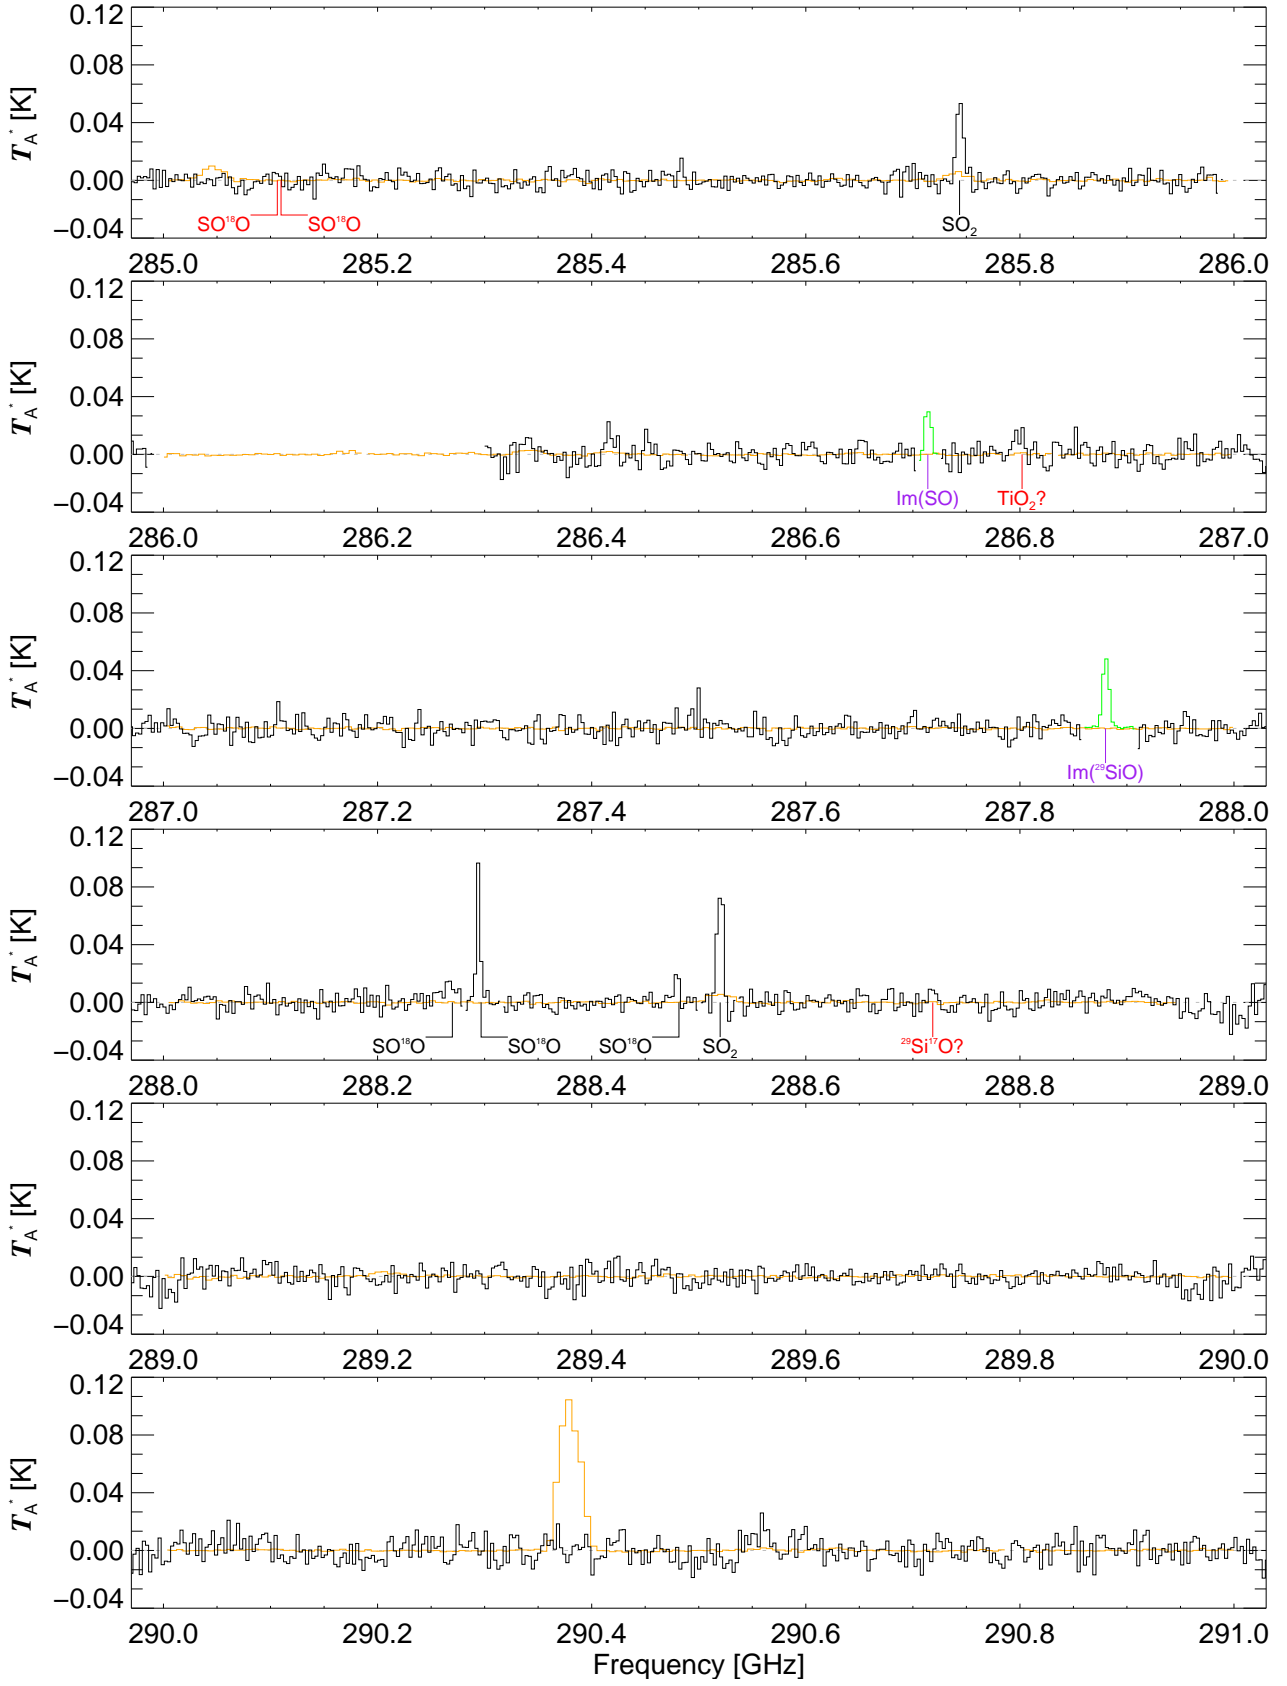 0.12
0.08
0.04
0.00
−0.04
T_A^* [K]
SO¹⁸O SO¹⁸O SO₂
285.0 285.2 285.4 285.6 285.8 286.0
0.12
0.08
0.04
0.00
−0.04
T_A^* [K]
Im(SO) TiO₂?
286.0 286.2 286.4 286.6 286.8 287.0
0.12
0.08
0.04
0.00
−0.04
T_A^* [K]
Im(²⁹SiO)
287.0 287.2 287.4 287.6 287.8 288.0
0.12
0.08
0.04
0.00
−0.04
T_A^* [K]
SO¹⁸O SO¹⁸O SO¹⁸O SO₂ ²⁹Si¹⁷O?
288.0 288.2 288.4 288.6 288.8 289.0
0.12
0.08
0.04
0.00
−0.04
T_A^* [K]
289.0 289.2 289.4 289.6 289.8 290.0
0.12
0.08
0.04
0.00
−0.04
T_A^* [K]
290.0 290.2 290.4 290.6 290.8 291.0
Frequency [GHz]